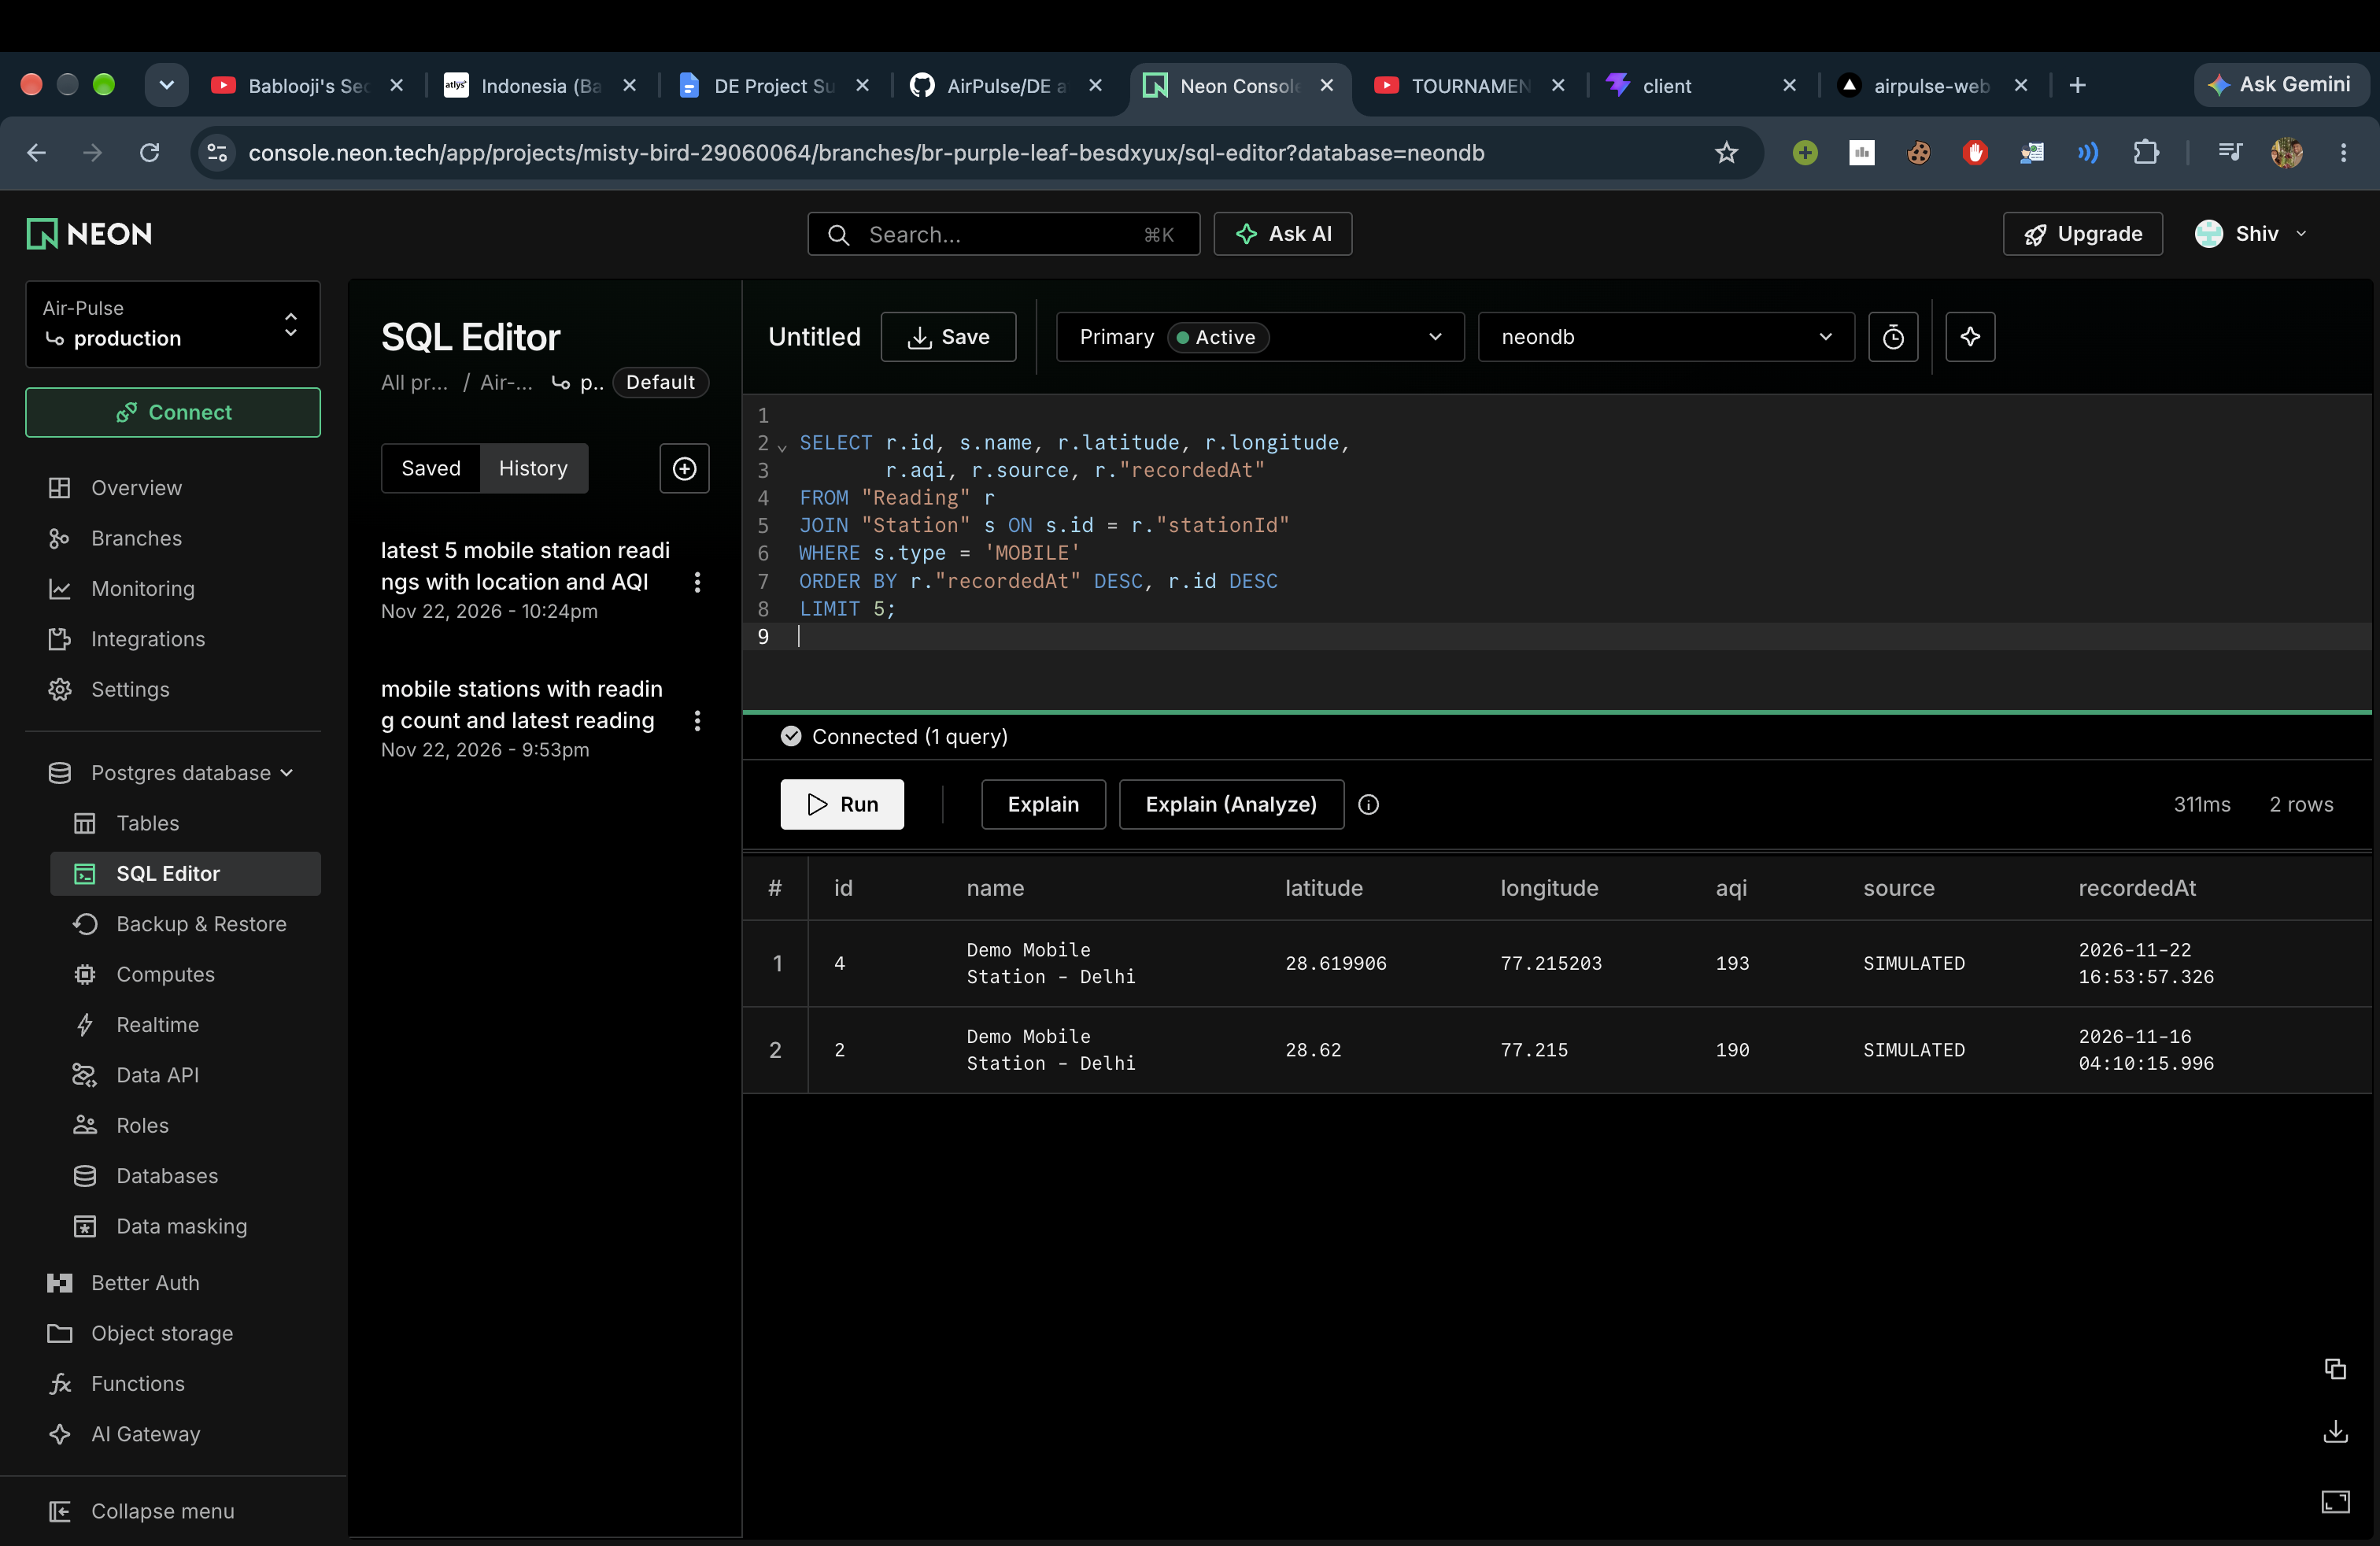 Bablooji's Sec
Indonesia (Ba
DE Project Su
AirPulse/DE a
Neon Console
TOURNAMEN
client
airpulse-web
Ask Gemini
console.neon.tech/app/projects/misty-bird-29060064/branches/br-purple-leaf-besdxyux/sql-editor?database=neondb
NEON
Search...
⌘K
Ask AI
Upgrade
Shiv
Air-Pulse
production
Connect
Overview
Branches
Monitoring
Integrations
Settings
Postgres database
Tables
SQL Editor
Backup & Restore
Computes
Realtime
Data API
Roles
Databases
Data masking
Better Auth
Object storage
Functions
AI Gateway
Collapse menu
SQL Editor
All pr... / Air-... p.. Default
Saved
History
latest 5 mobile station readi
ngs with location and AQI
Nov 22, 2026 - 10:24pm
mobile stations with readin
g count and latest reading
Nov 22, 2026 - 9:53pm
Untitled
Save
Primary Active
neondb
1
2 SELECT r.id, s.name, r.latitude, r.longitude,
3 r.aqi, r.source, r."recordedAt"
4 FROM "Reading" r
5 JOIN "Station" s ON s.id = r."stationId"
6 WHERE s.type = 'MOBILE'
7 ORDER BY r."recordedAt" DESC, r.id DESC
8 LIMIT 5;
9
Connected (1 query)
Run
Explain
Explain (Analyze)
311ms
2 rows
# id name latitude longitude aqi source recordedAt
1 4 Demo Mobile Station - Delhi 28.619906 77.215203 193 SIMULATED 2026-11-22 16:53:57.326
2 2 Demo Mobile Station - Delhi 28.62 77.215 190 SIMULATED 2026-11-16 04:10:15.996